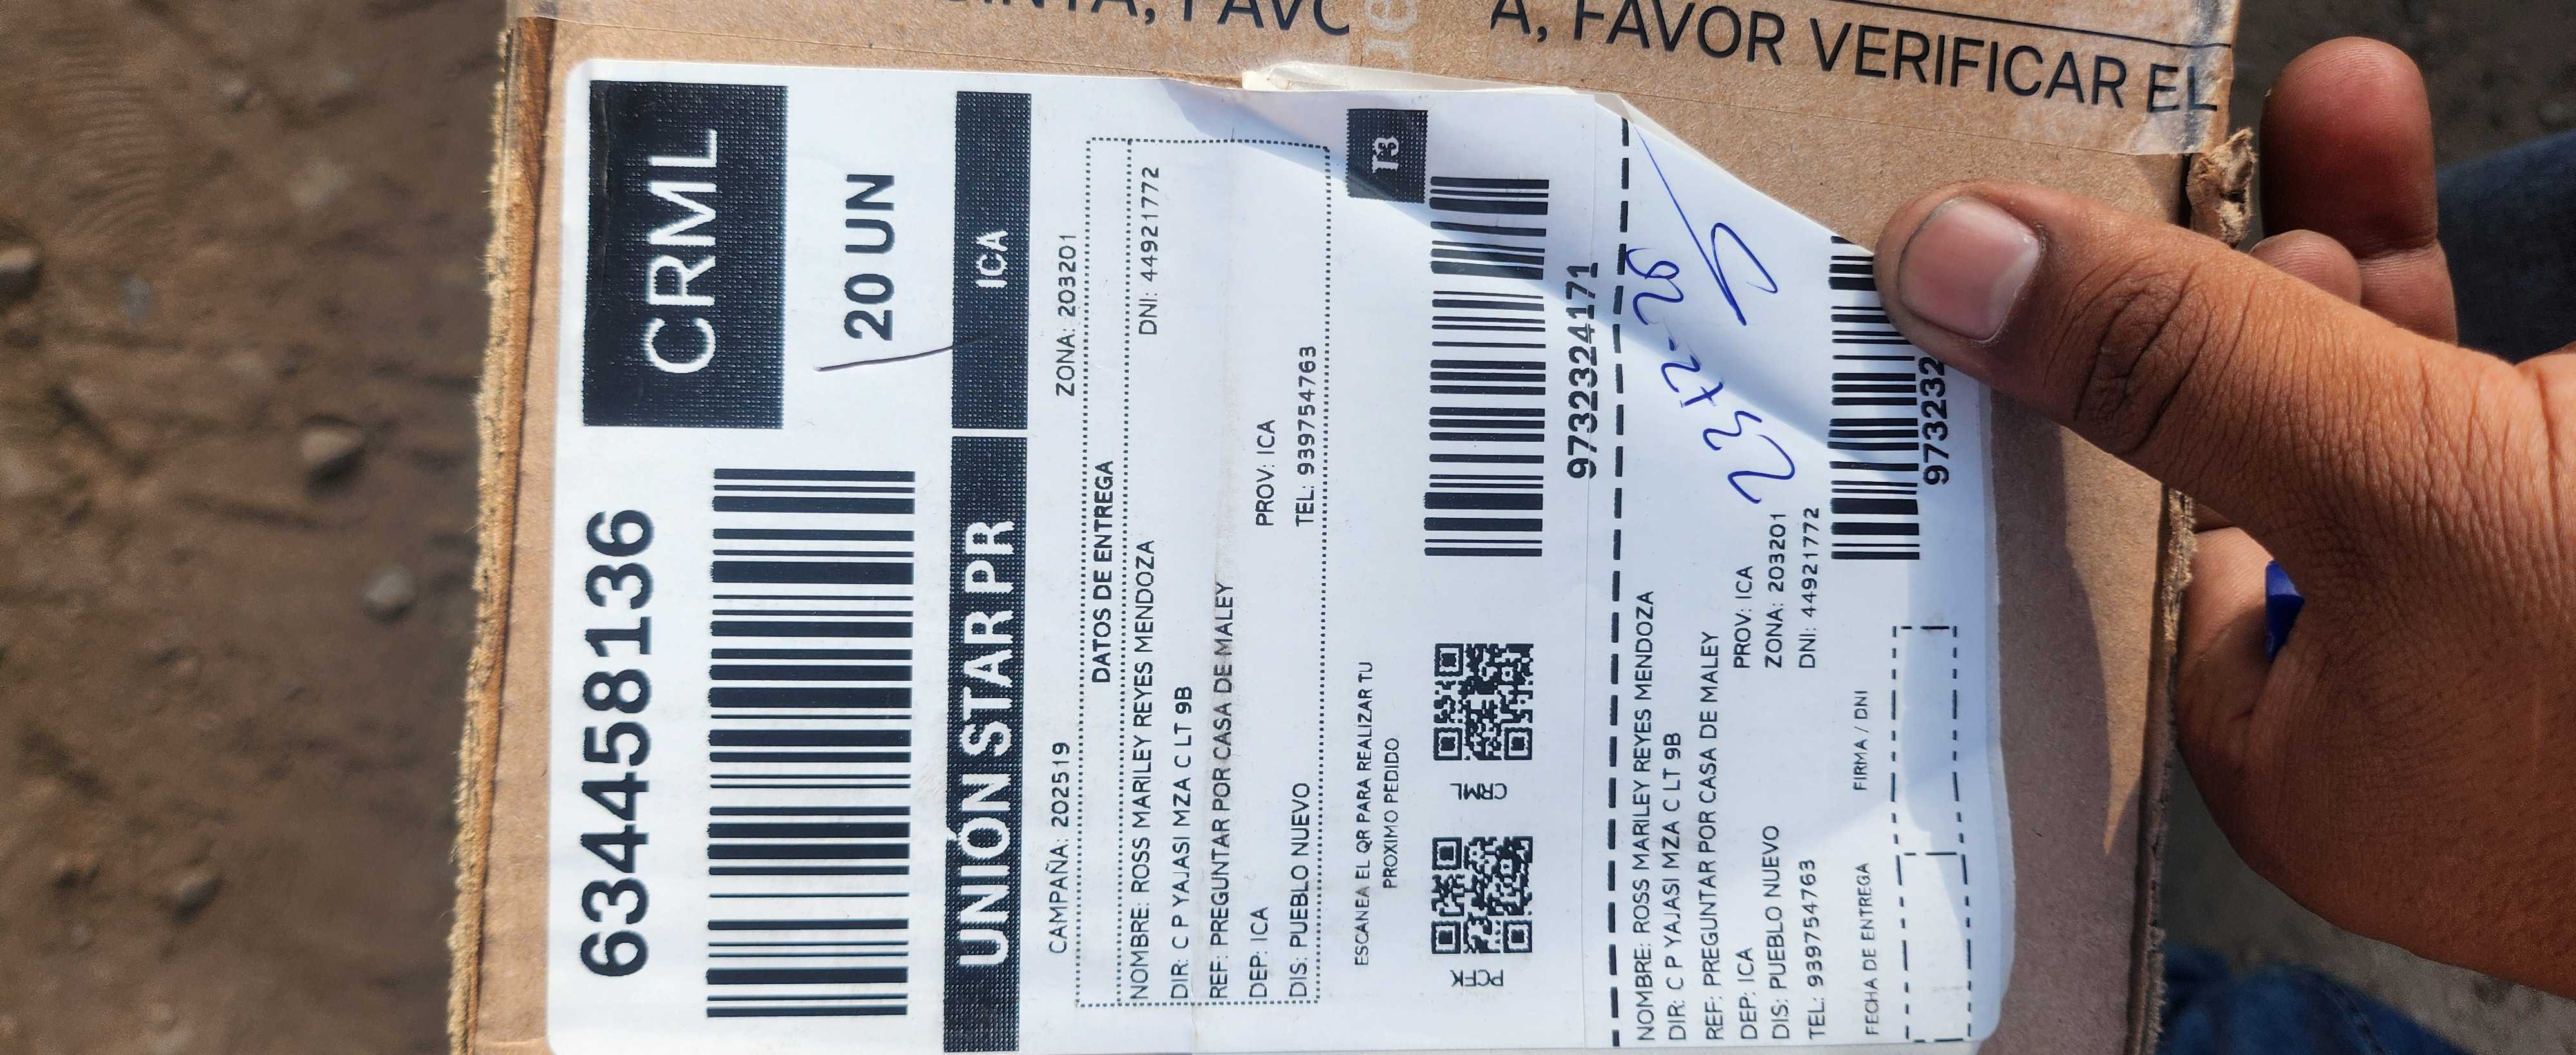 A, FAVOR VERIFICAR EL
6344458136
CRML
20 UN
UNIÓN STAR PR
ICA
CAMPAÑA: 202519 ZONA: 203201
DATOS DE ENTREGA
NOMBRE: ROSS MARILEY REYES MENDOZA DNI: 44921772
DIR: C P YAJASI MZA C LT 9B
REF: PREGUNTAR POR CASA DE MALEY
DEP: ICA PROV: ICA
DIS: PUEBLO NUEVO TEL: 939754763
T3
ESCANEA EL QR PARA REALIZAR TU
PROXIMO PEDIDO
PCFK CRML
9732324171
NOMBRE: ROSS MARILEY REYES MENDOZA
DIR: C P YAJASI MZA C LT 9B
REF: PREGUNTAR POR CASA DE MALEY
DEP: ICA PROV: ICA
DIS: PUEBLO NUEVO ZONA: 203201
TEL: 939754763 DNI: 44921772
973232
FECHA DE ENTREGA FIRMA / DNI